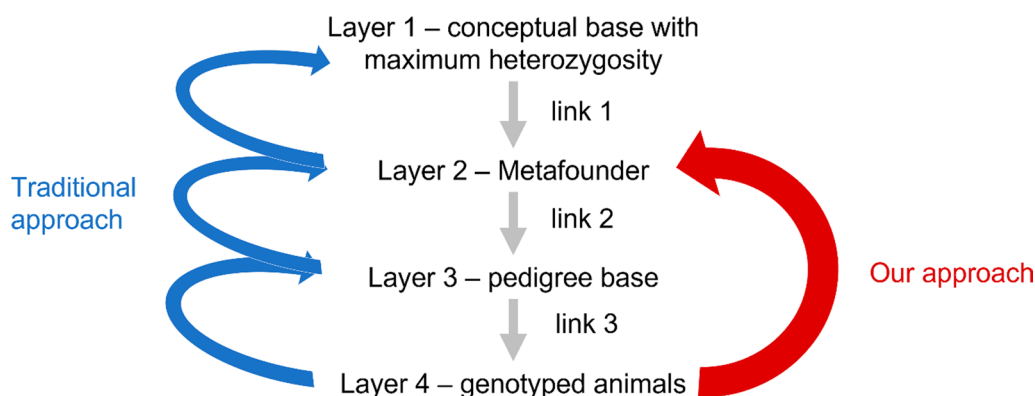 Layer 1 – conceptual base with
maximum heterozygosity
link 1
Layer 2 – Metafounder
Traditional
approach
link 2
Layer 3 – pedigree base
Our approach
link 3
Layer 4 – genotyped animals